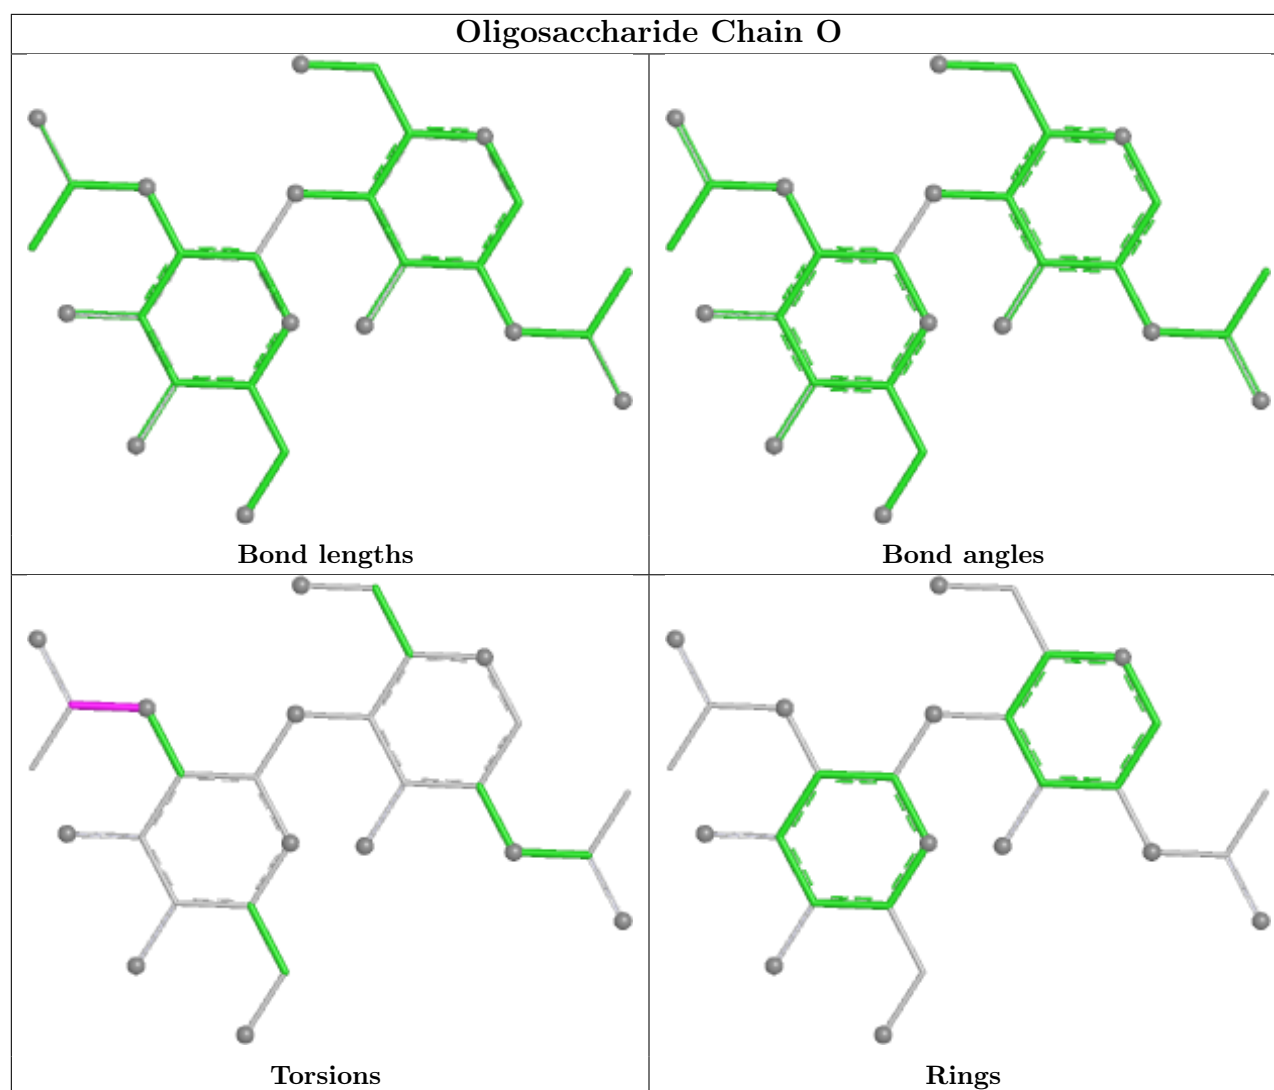 Oligosaccharide Chain O
Bond lengths
Bond angles
Torsions
Rings